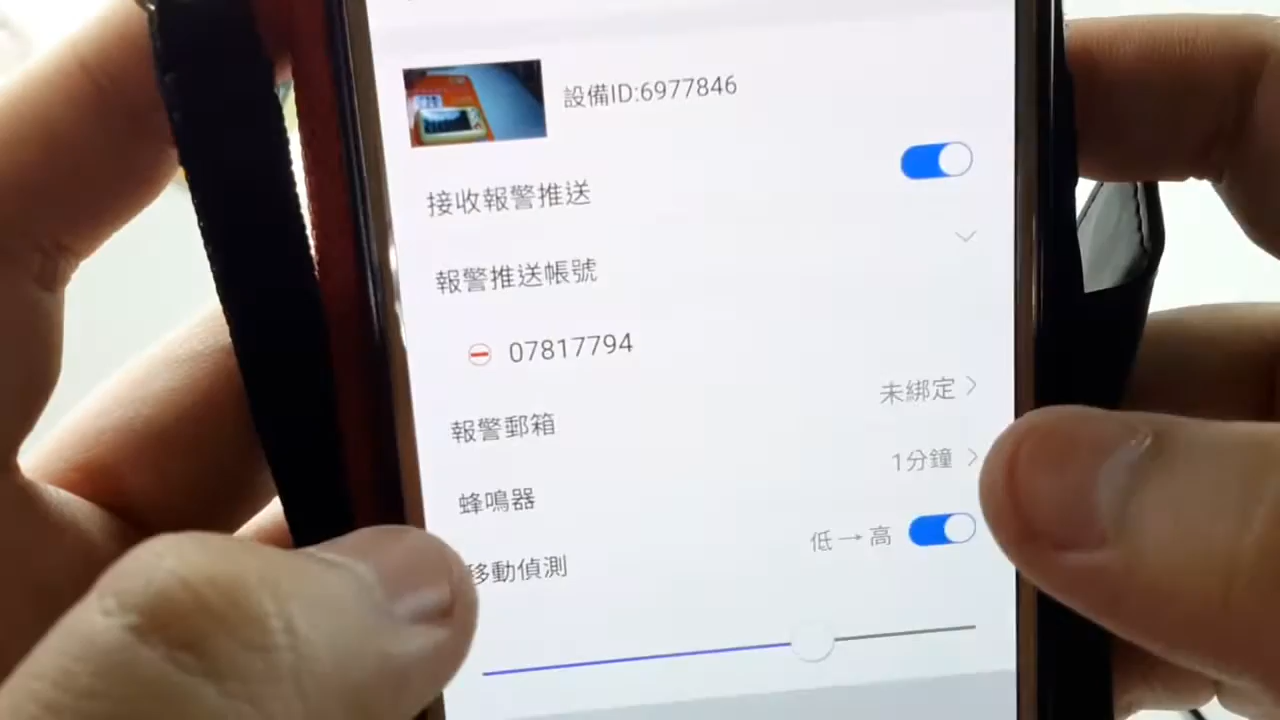 設備ID:6977846
接收報警推送
報警推送帳號
07817794
報警郵箱 未綁定
蜂鳴器 1分鐘
移動偵測 低→高